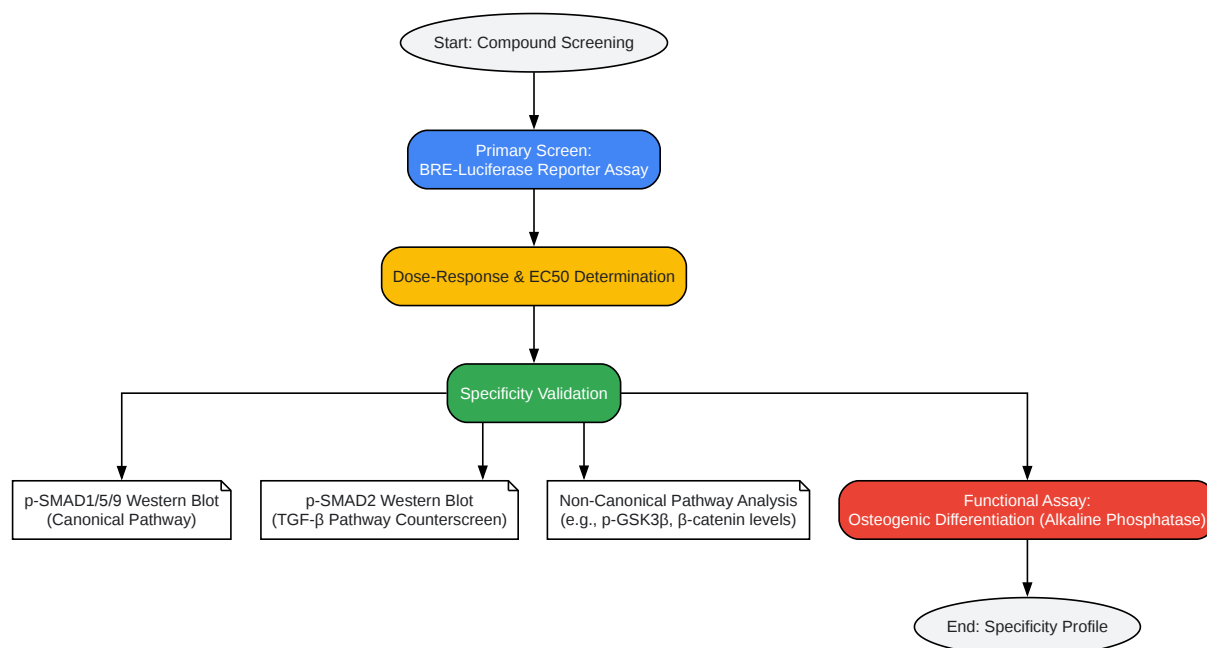 Start: Compound Screening
Primary Screen:
BRE-Luciferase Reporter Assay
Dose-Response & EC50 Determination
Specificity Validation
p-SMAD1/5/9 Western Blot
(Canonical Pathway)
p-SMAD2 Western Blot
(TGF-β Pathway Counterscreen)
Non-Canonical Pathway Analysis
(e.g., p-GSK3β, β-catenin levels)
Functional Assay:
Osteogenic Differentiation (Alkaline Phosphatase)
End: Specificity Profile